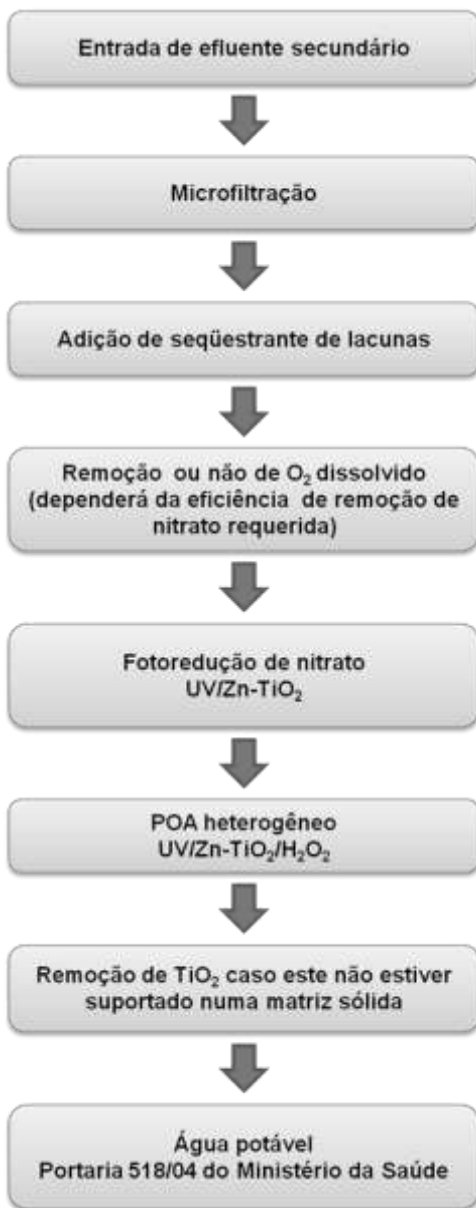 Entrada de efluente secundário
Microfiltração
Adição de seqüestrante de lacunas
Remoção ou não de O₂ dissolvido
(dependerá da eficiência de remoção de
nitrato requerida)
Fotoredução de nitrato
UV/Zn-TiO₂
POA heterogêneo
UV/Zn-TiO₂/H₂O₂
Remoção de TiO₂ caso este não estiver
suportado numa matriz sólida
Água potável
Portaria 518/04 do Ministério da Saúde